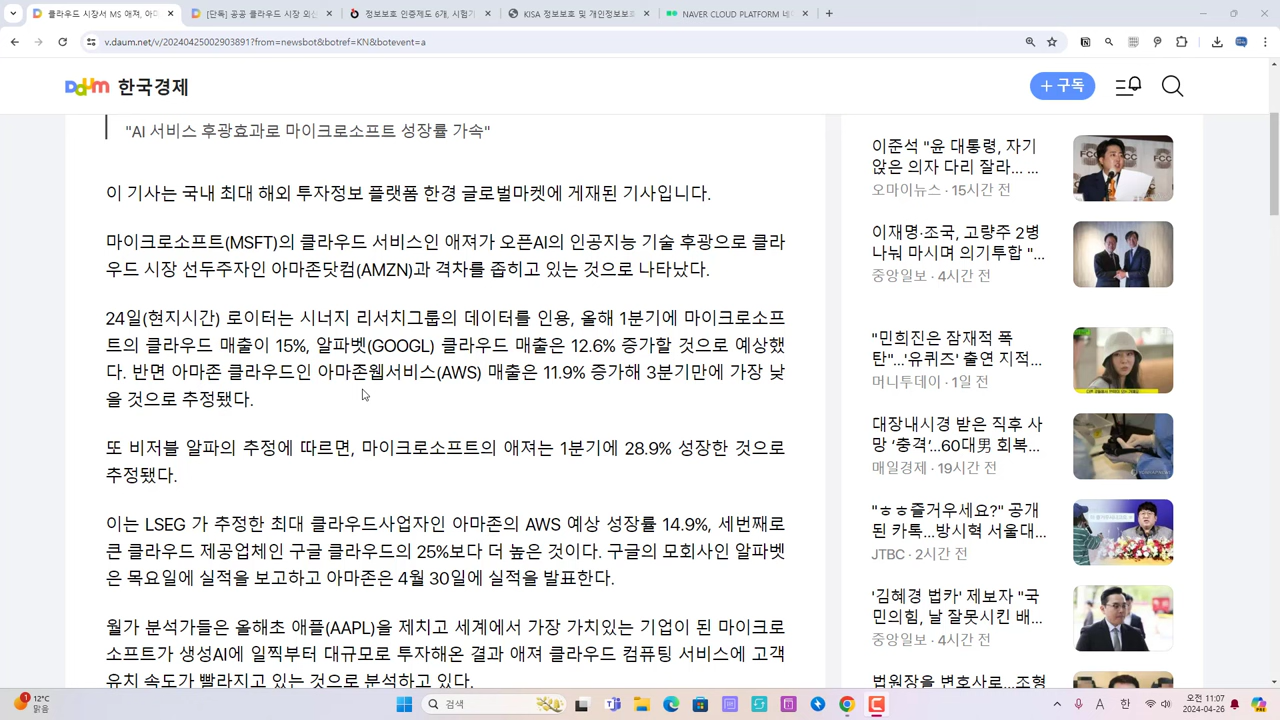 클라우드 시장서 MS 애저, 아마
[단독] 공공 클라우드 시장 외산
정보보호 인증제도 6개, 시험기
KISA 정보보호 및 개인정보보호
NAVER CLOUD PLATFORM 네이
v.daum.net/v/20240425002903891?from=newsbot&botref=KN&botevent=a
Daum 한국경제
+ 구독
"AI 서비스 후광효과로 마이크로소프트 성장률 가속"
이 기사는 국내 최대 해외 투자정보 플랫폼 한경 글로벌마켓에 게재된 기사입니다.
마이크로소프트(MSFT)의 클라우드 서비스인 애져가 오픈AI의 인공지능 기술 후광으로 클라
우드 시장 선두주자인 아마존닷컴(AMZN)과 격차를 좁히고 있는 것으로 나타났다.
24일(현지시간) 로이터는 시너지 리서치그룹의 데이터를 인용, 올해 1분기에 마이크로소프
트의 클라우드 매출이 15%, 알파벳(GOOGL) 클라우드 매출은 12.6% 증가할 것으로 예상했
다. 반면 아마존 클라우드인 아마존웹서비스(AWS) 매출은 11.9% 증가해 3분기만에 가장 낮
을 것으로 추정됐다.
또 비저블 알파의 추정에 따르면, 마이크로소프트의 애져는 1분기에 28.9% 성장한 것으로
추정됐다.
이는 LSEG 가 추정한 최대 클라우드사업자인 아마존의 AWS 예상 성장률 14.9%, 세번째로
큰 클라우드 제공업체인 구글 클라우드의 25%보다 더 높은 것이다. 구글의 모회사인 알파벳
은 목요일에 실적을 보고하고 아마존은 4월 30일에 실적을 발표한다.
월가 분석가들은 올해초 애플(AAPL)을 제치고 세계에서 가장 가치있는 기업이 된 마이크로
소프트가 생성AI에 일찍부터 대규모로 투자해온 결과 애져 클라우드 컴퓨팅 서비스에 고객
유치 속도가 빨라지고 있는 것으로 분석하고 있다.
이준석 "윤 대통령, 자기
앉은 의자 다리 잘라… …
오마이뉴스 · 15시간 전
이재명·조국, 고량주 2병
나눠 마시며 의기투합 "…
중앙일보 · 4시간 전
"민희진은 잠재적 폭
탄"…'유퀴즈' 출연 지적…
머니투데이 · 1일 전
대장내시경 받은 직후 사
망 '충격'…60대男 회복…
매일경제 · 19시간 전
"ㅎㅎ즐거우세요?" 공개
된 카톡…방시혁 서울대…
JTBC · 2시간 전
'김혜경 법카' 제보자 "국
민의힘, 날 잘못시킨 배…
중앙일보 · 4시간 전
법원장을 변호사로…조형
12°C
맑음
검색
A
한
오전 11:07
2024-04-26